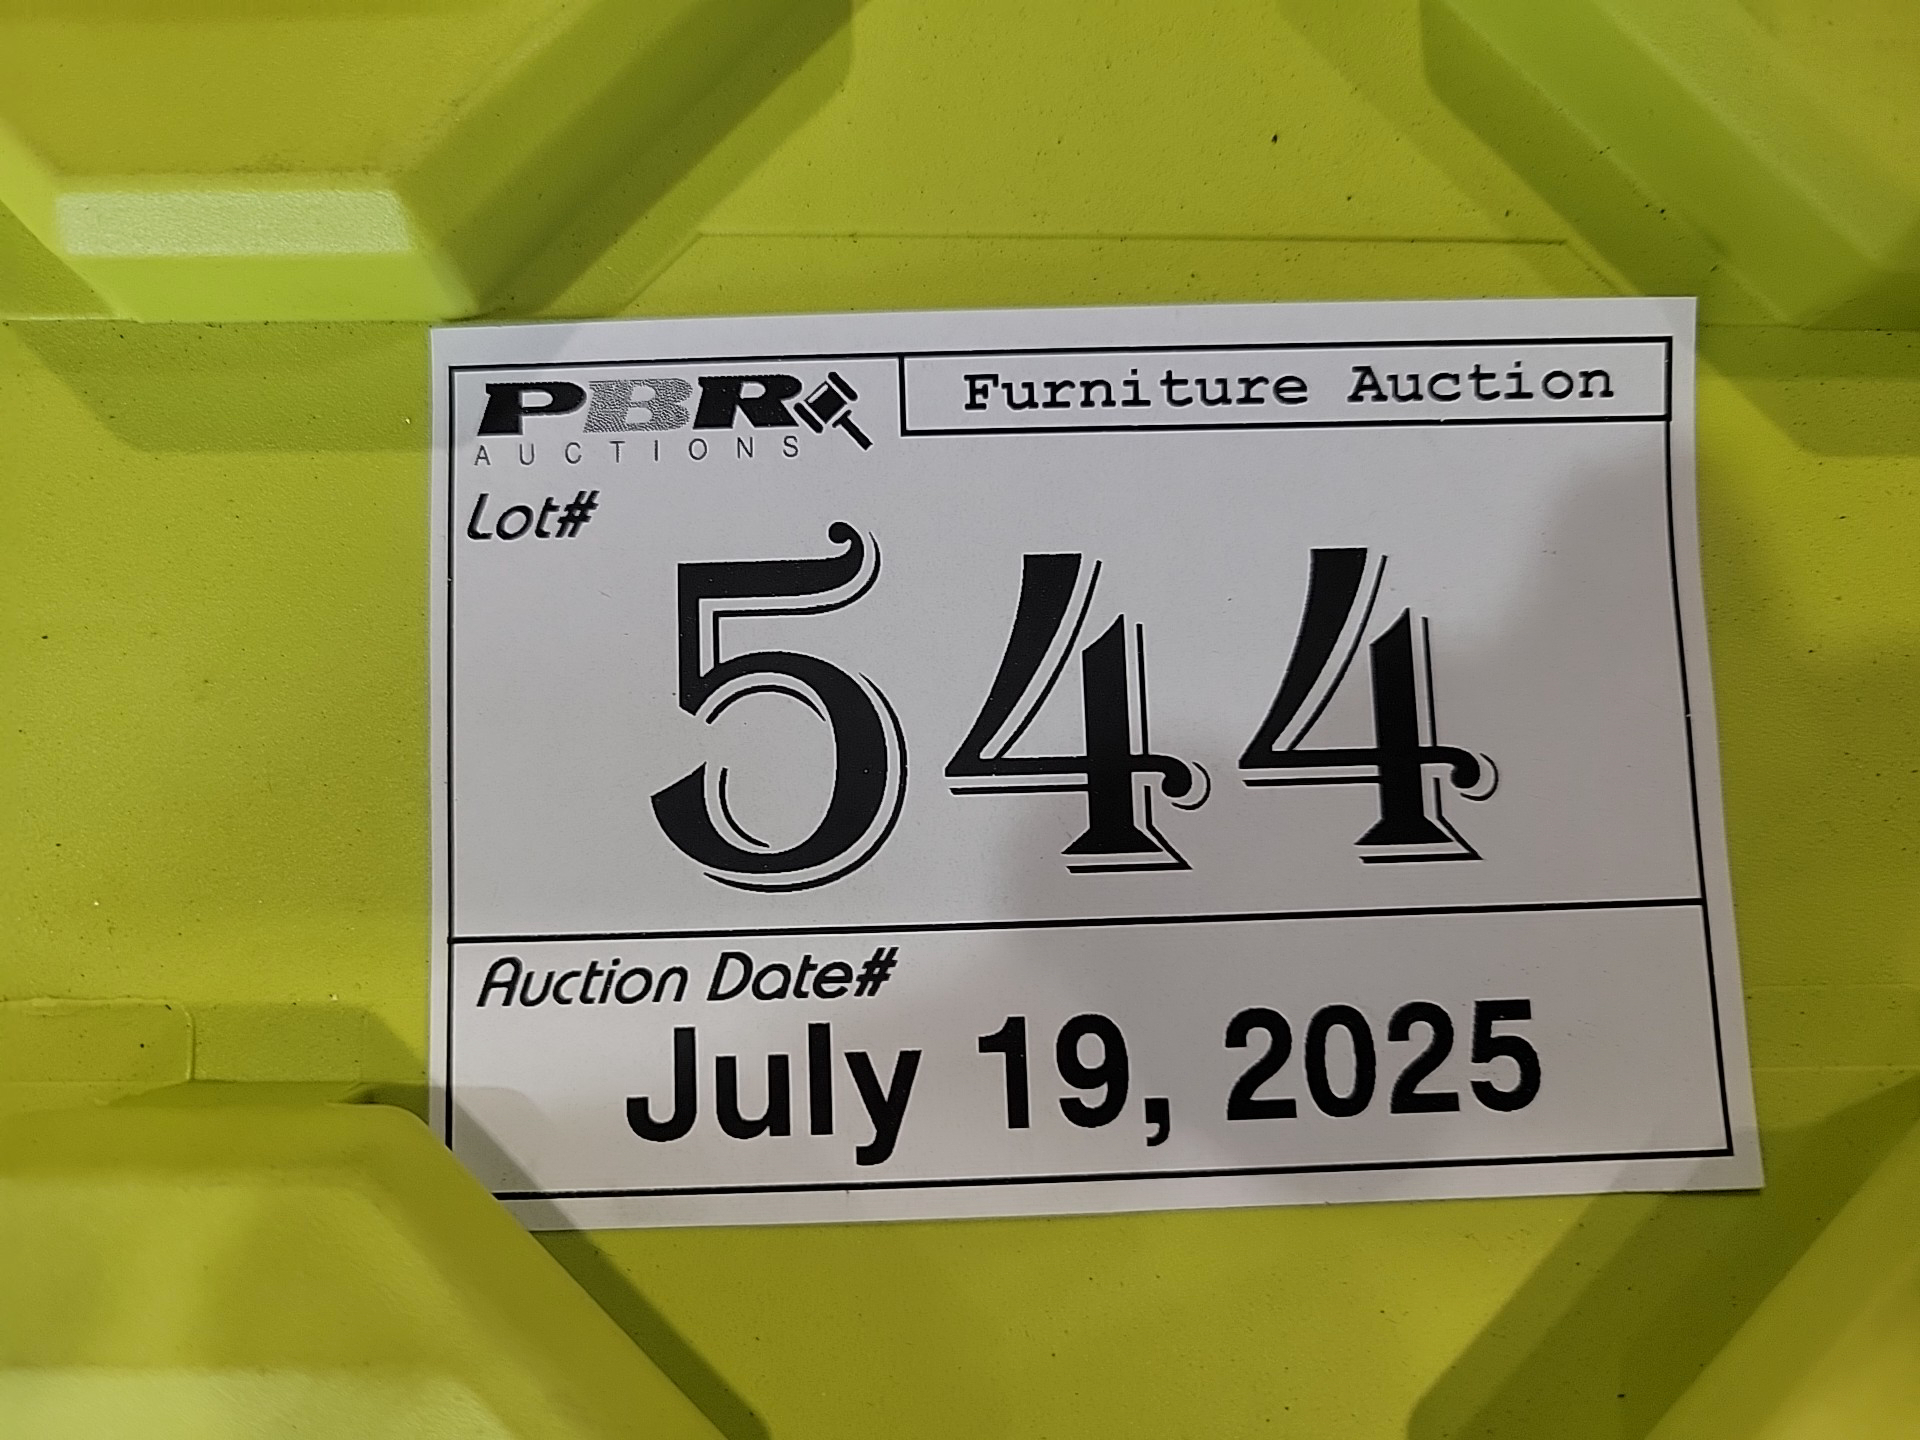 PBR
AUCTIONS
Furniture Auction
Lot#
544
Auction Date#
July 19, 2025